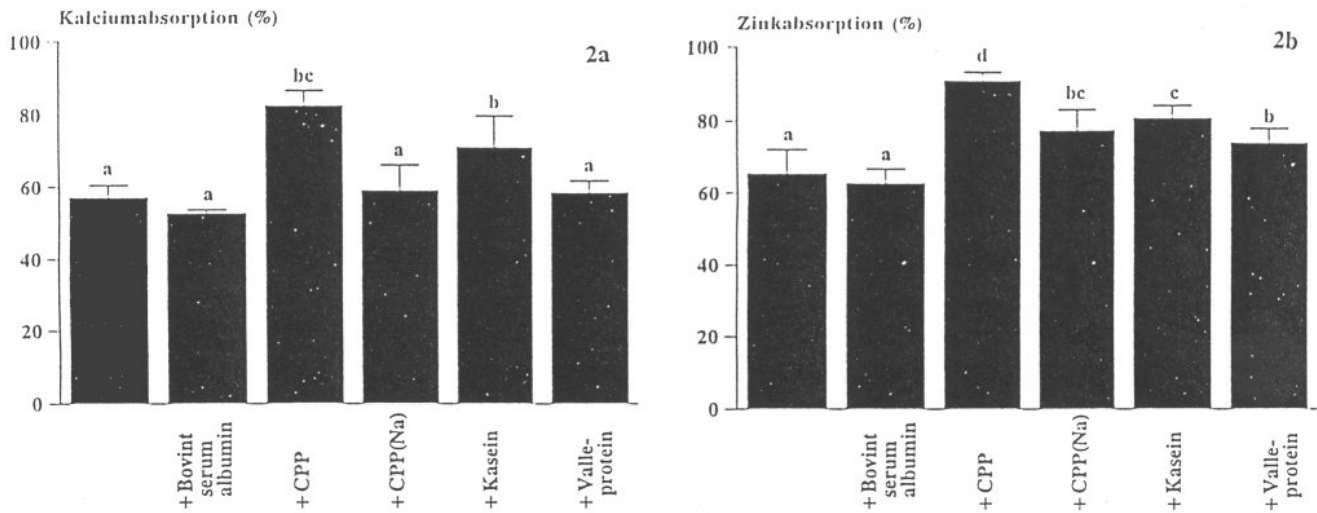 Kalciumabsorption (%)
2a
100
80
60
40
20
0
a
a
bc
a
b
a
+ Bovint
serum
albumin
+ CPP
+ CPP(Na)
+ Kasein
+ Valle-
protein
Zinkabsorption (%)
2b
100
80
60
40
20
0
a
a
d
bc
c
b
+ Bovint
serum
albumin
+ CPP
+ CPP(Na)
+ Kasein
+ Valle-
protein